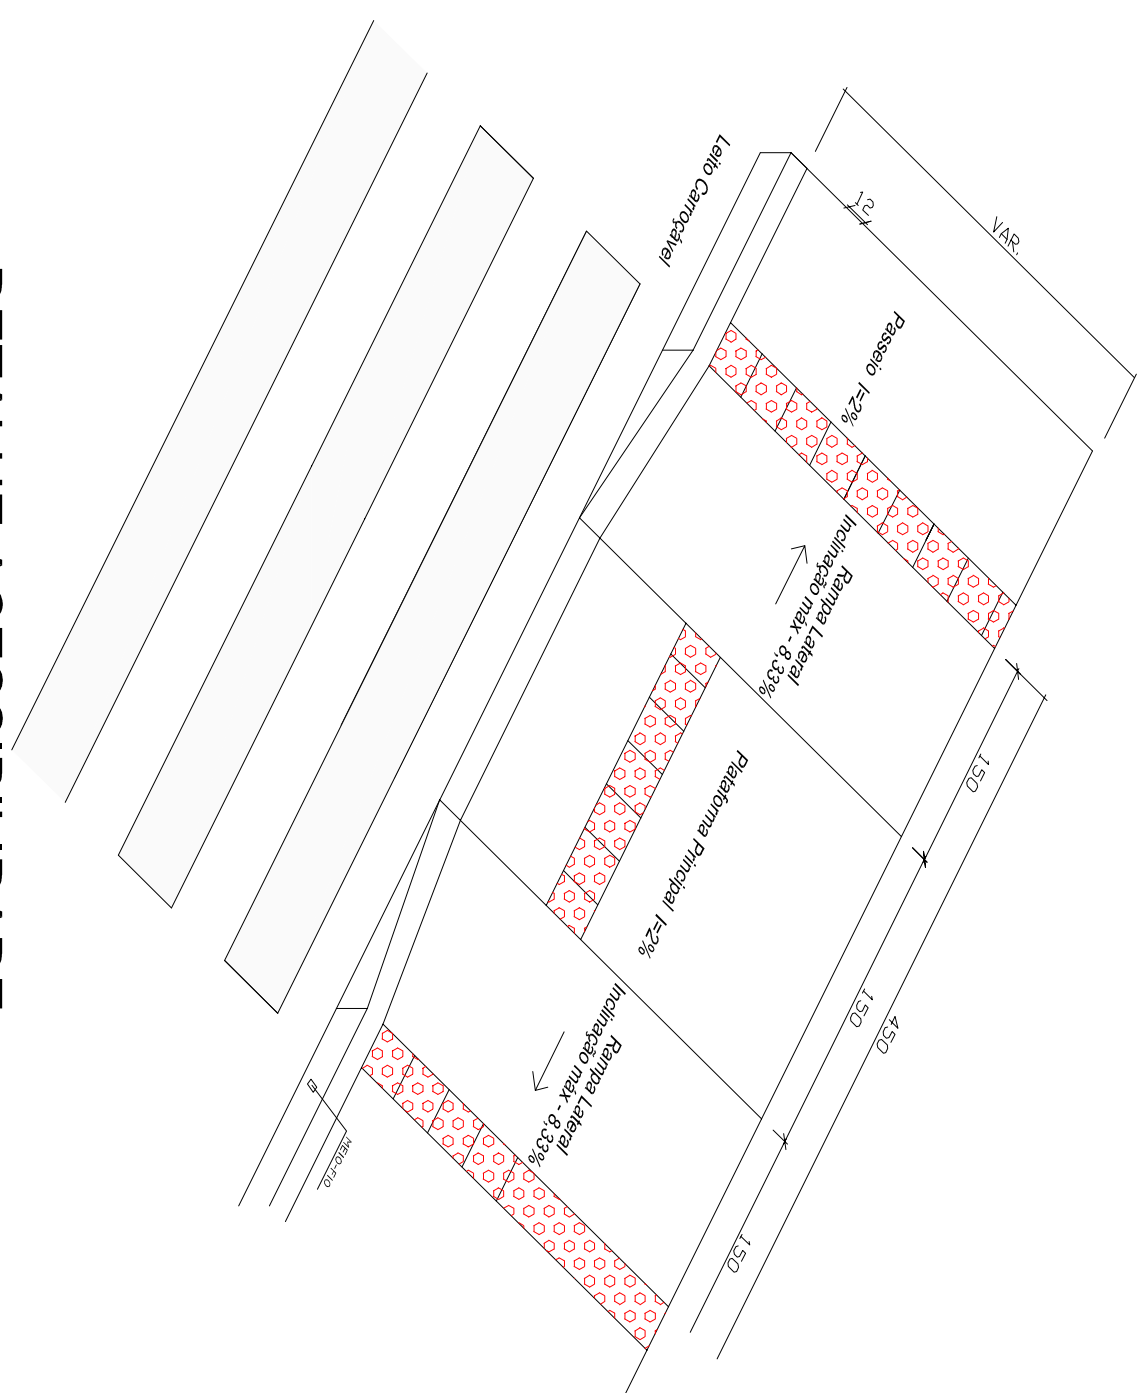 Leito Carroçável
12
VAR.
Passeio I=2%
Rampa Lateral
Inclinação máx - 8,33%
150
Plataforma Principal I=2%
150
450
Rampa Lateral
Inclinação máx - 8,33%
150
MEIO-FIO